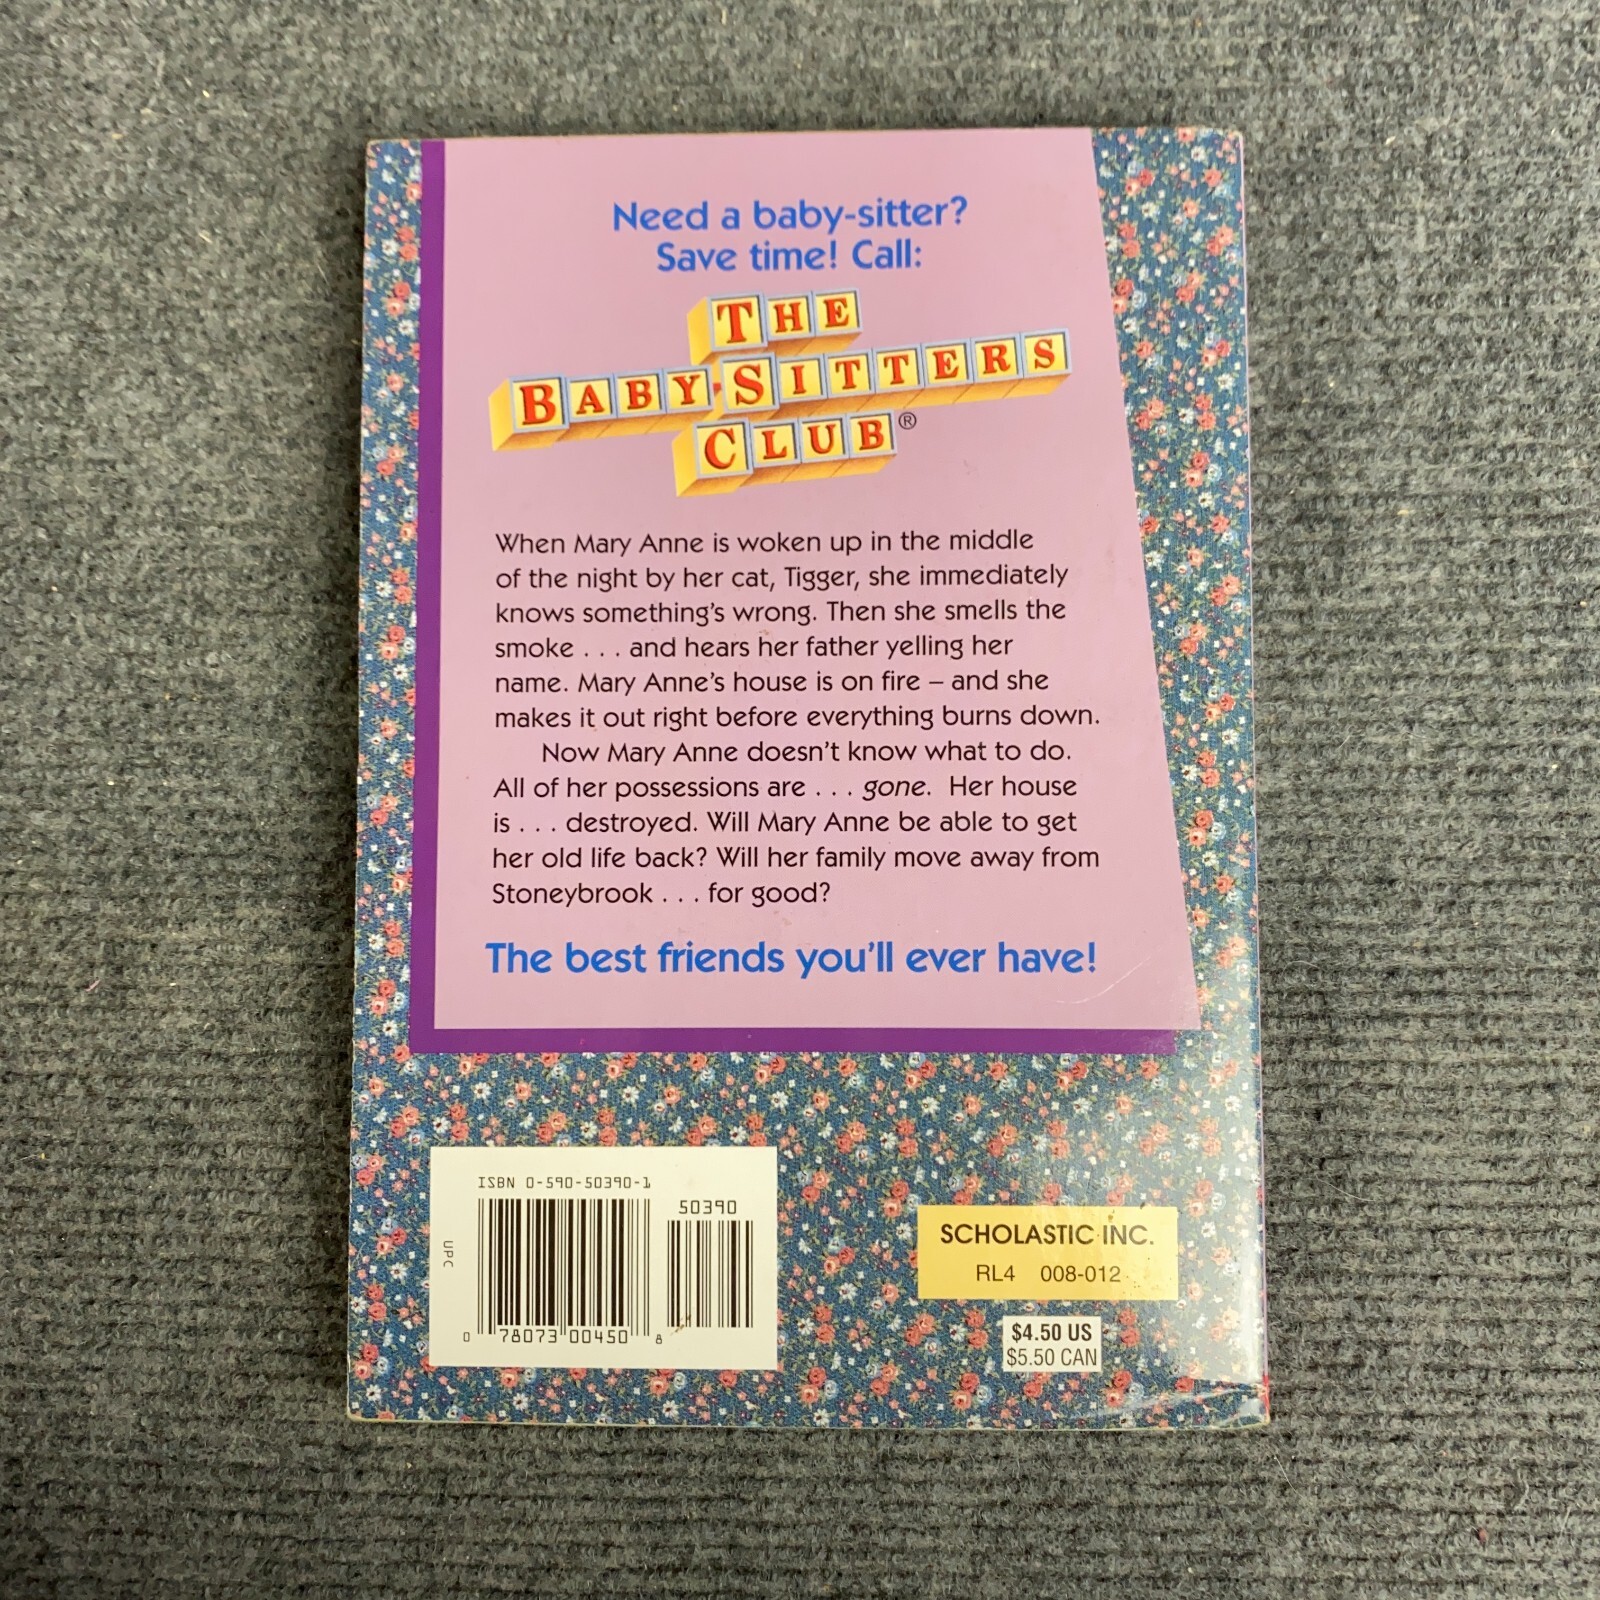 Need a baby-sitter?
Save time! Call:
THE
BABY-SITTERS
CLUB®
When Mary Anne is woken up in the middle
of the night by her cat, Tigger, she immediately
knows something's wrong. Then she smells the
smoke . . . and hears her father yelling her
name. Mary Anne's house is on fire – and she
makes it out right before everything burns down.
Now Mary Anne doesn't know what to do.
All of her possessions are . . . gone. Her house
is . . . destroyed. Will Mary Anne be able to get
her old life back? Will her family move away from
Stoneybrook . . . for good?
The best friends you'll ever have!
ISBN 0-590-50390-1
50390
UPC
0 78073 00450 8
SCHOLASTIC INC.
RL4 008-012
$4.50 US
$5.50 CAN